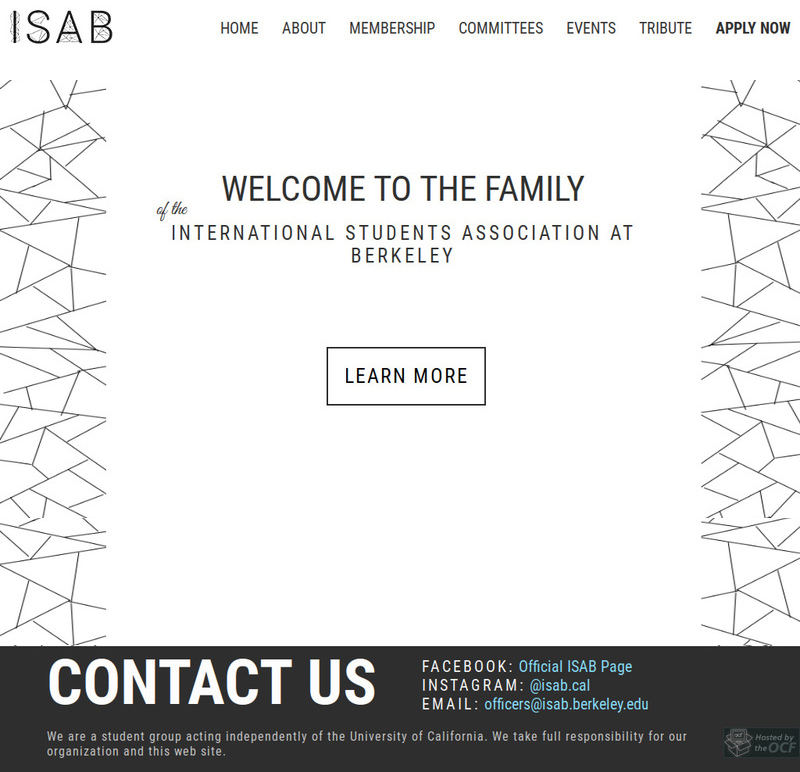 ISAB
HOME ABOUT MEMBERSHIP COMMITTEES EVENTS TRIBUTE APPLY NOW
WELCOME TO THE FAMILY
of the
INTERNATIONAL STUDENTS ASSOCIATION AT
BERKELEY
LEARN MORE
CONTACT US
FACEBOOK: Official ISAB Page
INSTAGRAM: @isab.cal
EMAIL: officers@isab.berkeley.edu
We are a student group acting independently of the University of California. We take full responsibility for our
organization and this web site.
Hosted by
the OCF